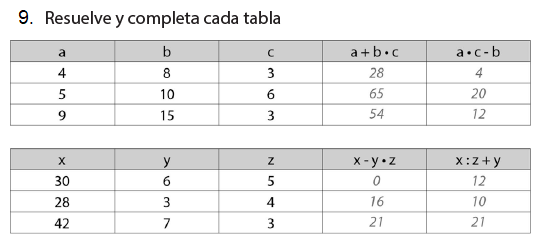 9. Resuelve y completa cada tabla
a b c a + b • c a • c - b
4 8 3 28 4
5 10 6 65 20
9 15 3 54 12
x y z x - y • z x : z + y
30 6 5 0 12
28 3 4 16 10
42 7 3 21 21